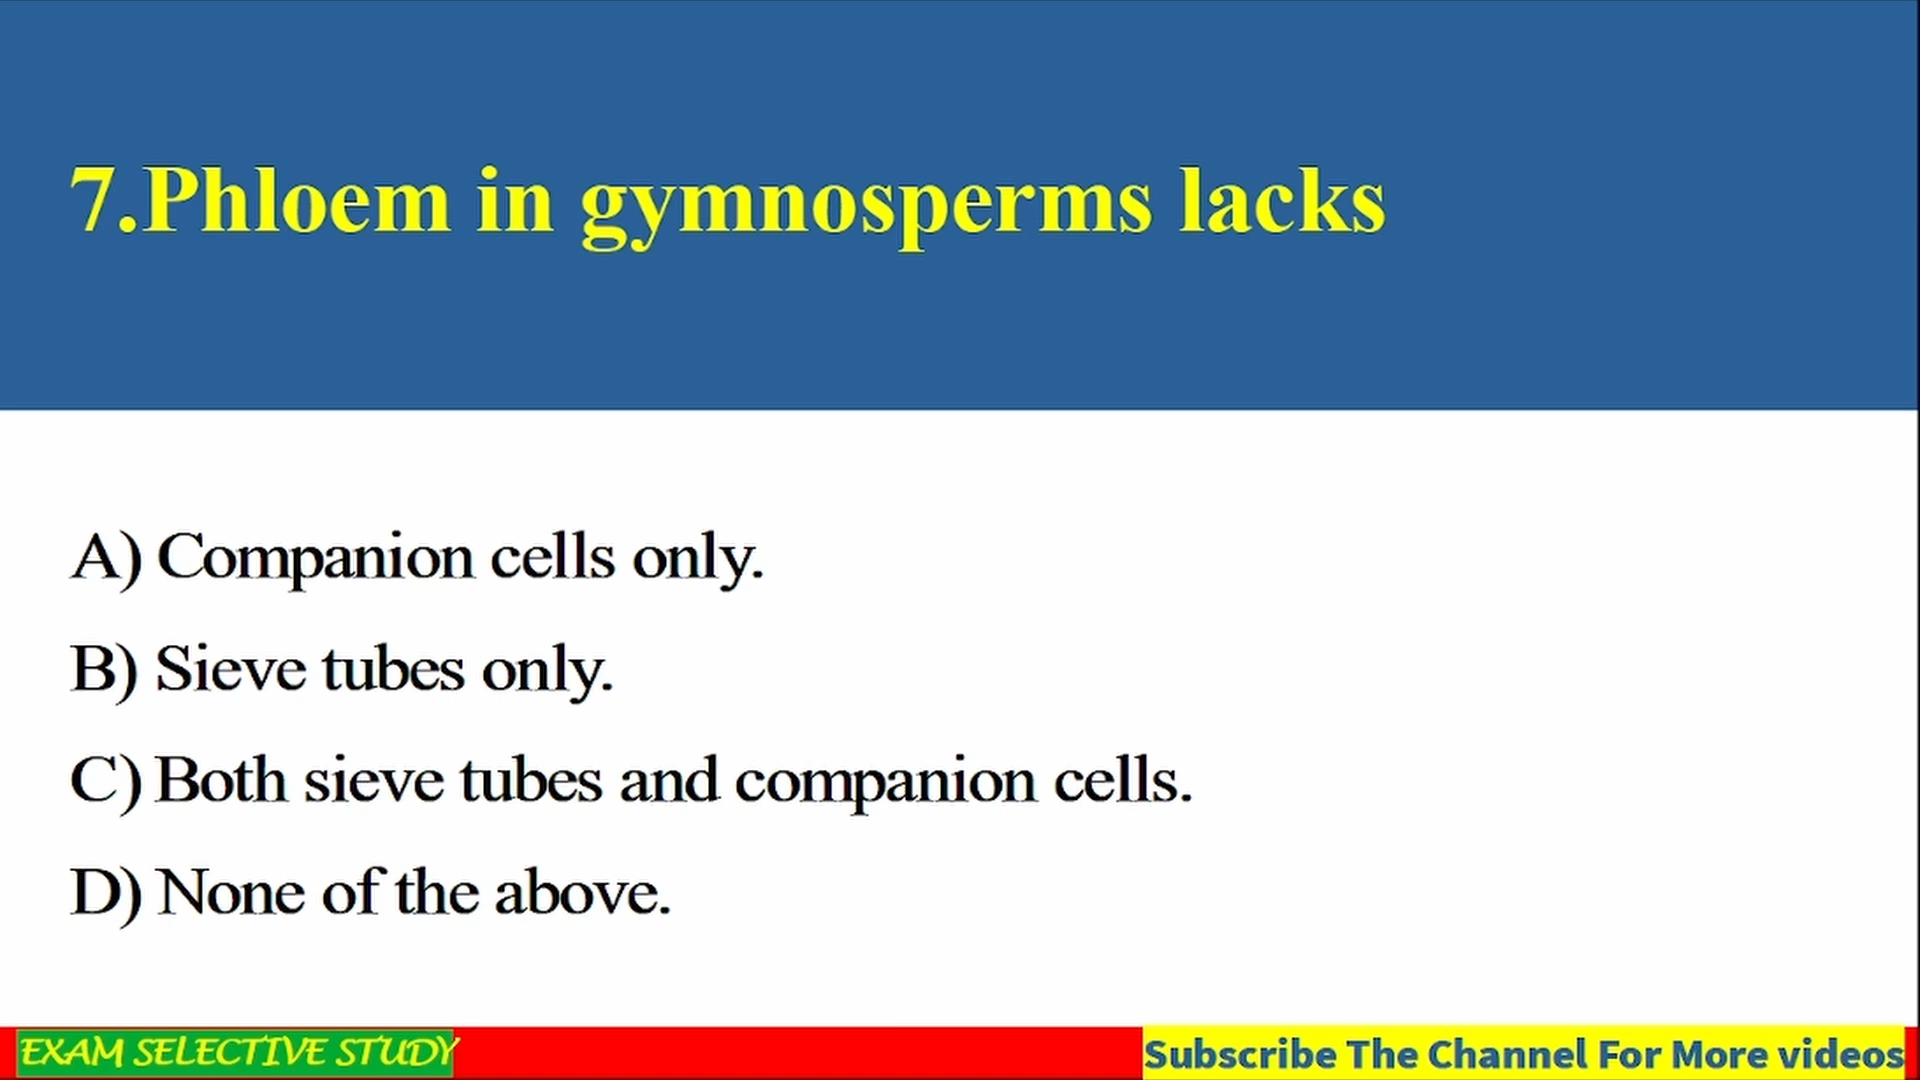 7.Phloem in gymnosperms lacks
A) Companion cells only.
B) Sieve tubes only.
C) Both sieve tubes and companion cells.
D) None of the above.
EXAM SELECTIVE STUDY
Subscribe The Channel For More videos